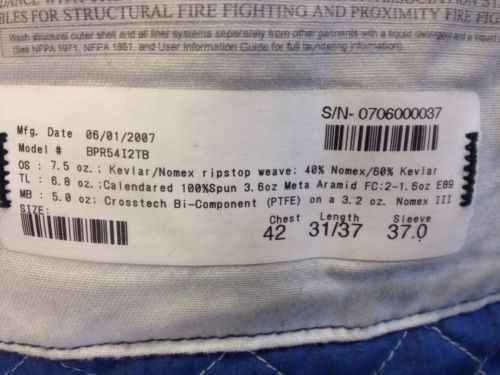 BLES FOR STRUCTURAL FIRE FIGHTING AND PROXIMITY FIRE FIG
Wash structural outer shell and all liner systems separately from other garments with a liquid detergent and a liquid
(See NFPA 1971, NFPA 1851, and User Information Guide for full laundering information)
S/N- 0706000037
Mfg. Date 06/01/2007
Model # BPR54I2TB
OS : 7.5 oz.; Kevlar/Nomex ripstop weave; 40% Nomex/60% Kevlar
TL : 6.8 oz.;Calendared 100%Spun 3.6oz Meta Aramid FC:2-1.6oz E89
MB : 5.0 oz; Crosstech Bi-Component (PTFE) on a 3.2 oz. Nomex III
SIZE: Chest Length Sleeve
42 31/37 37.0